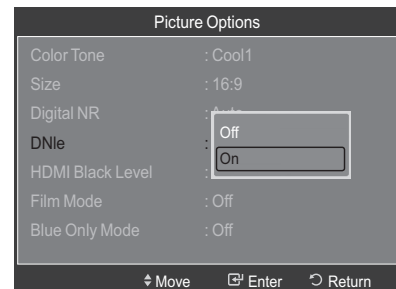 Picture Options
Color Tone : Cool1
Size : 16:9
Digital NR :
DNIe :
Off
On
HDMI Black Level :
Film Mode : Off
Blue Only Mode : Off
Move Enter Return